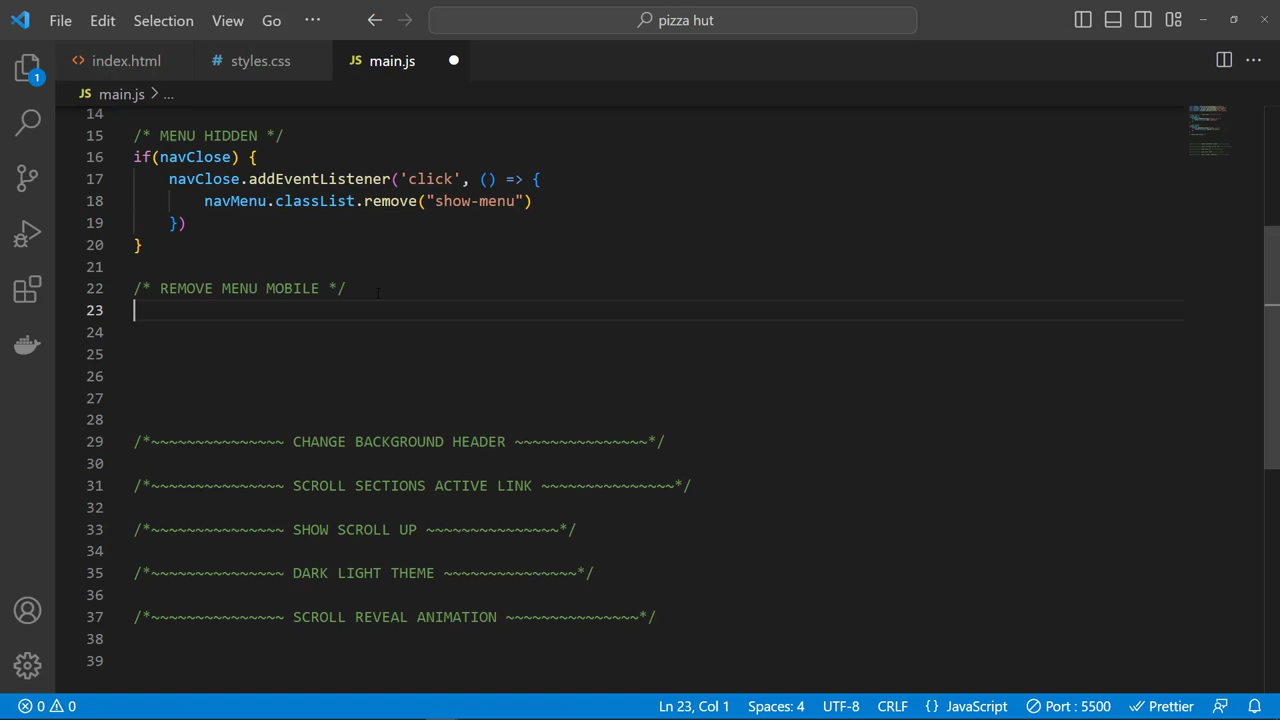 File Edit Selection View Go ··· pizza hut
index.html styles.css JS main.js
1
JS main.js > ...
14
15 /* MENU HIDDEN */
16 if(navClose) {
17 navClose.addEventListener('click', () => {
18 navMenu.classList.remove("show-menu")
19 })
20 }
21
22 /* REMOVE MENU MOBILE */
23
24
25
26
27
28
29 /*~~~~~~~~~~~~~~~ CHANGE BACKGROUND HEADER ~~~~~~~~~~~~~~~*/
30
31 /*~~~~~~~~~~~~~~~ SCROLL SECTIONS ACTIVE LINK ~~~~~~~~~~~~~~~*/
32
33 /*~~~~~~~~~~~~~~~ SHOW SCROLL UP ~~~~~~~~~~~~~~~*/
34
35 /*~~~~~~~~~~~~~~~ DARK LIGHT THEME ~~~~~~~~~~~~~~~*/
36
37 /*~~~~~~~~~~~~~~~ SCROLL REVEAL ANIMATION ~~~~~~~~~~~~~~~*/
38
39
0 0 Ln 23, Col 1 Spaces: 4 UTF-8 CRLF {} JavaScript Port : 5500 Prettier